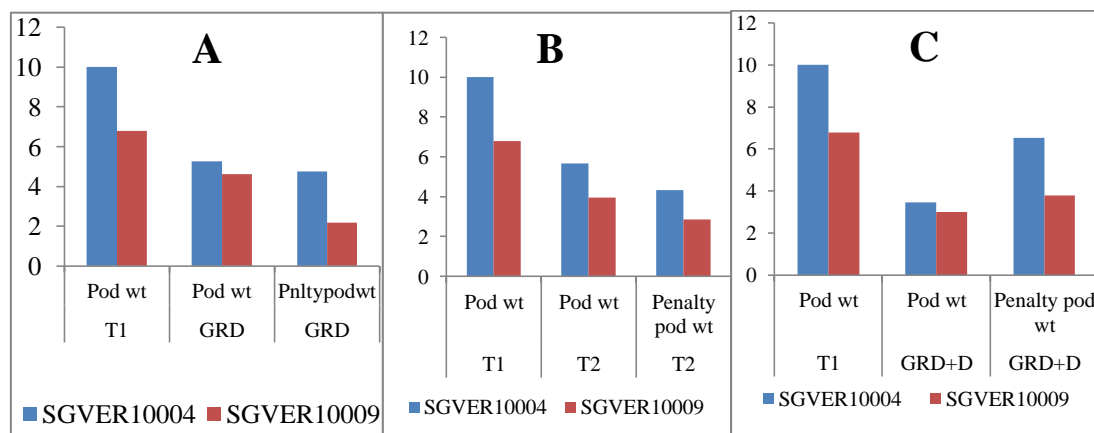 A
12
10
8
6
4
2
0
Pod wt Pod wt Pnltypodwt
T1 GRD GRD
SGVER10004 SGVER10009
B
12
10
8
6
4
2
0
Pod wt Pod wt Penalty
pod wt
T1 T2 T2
SGVER10004 SGVER10009
C
12
10
8
6
4
2
0
Pod wt Pod wt Penalty pod
wt
T1 GRD+D GRD+D
SGVER10004 SGVER10009